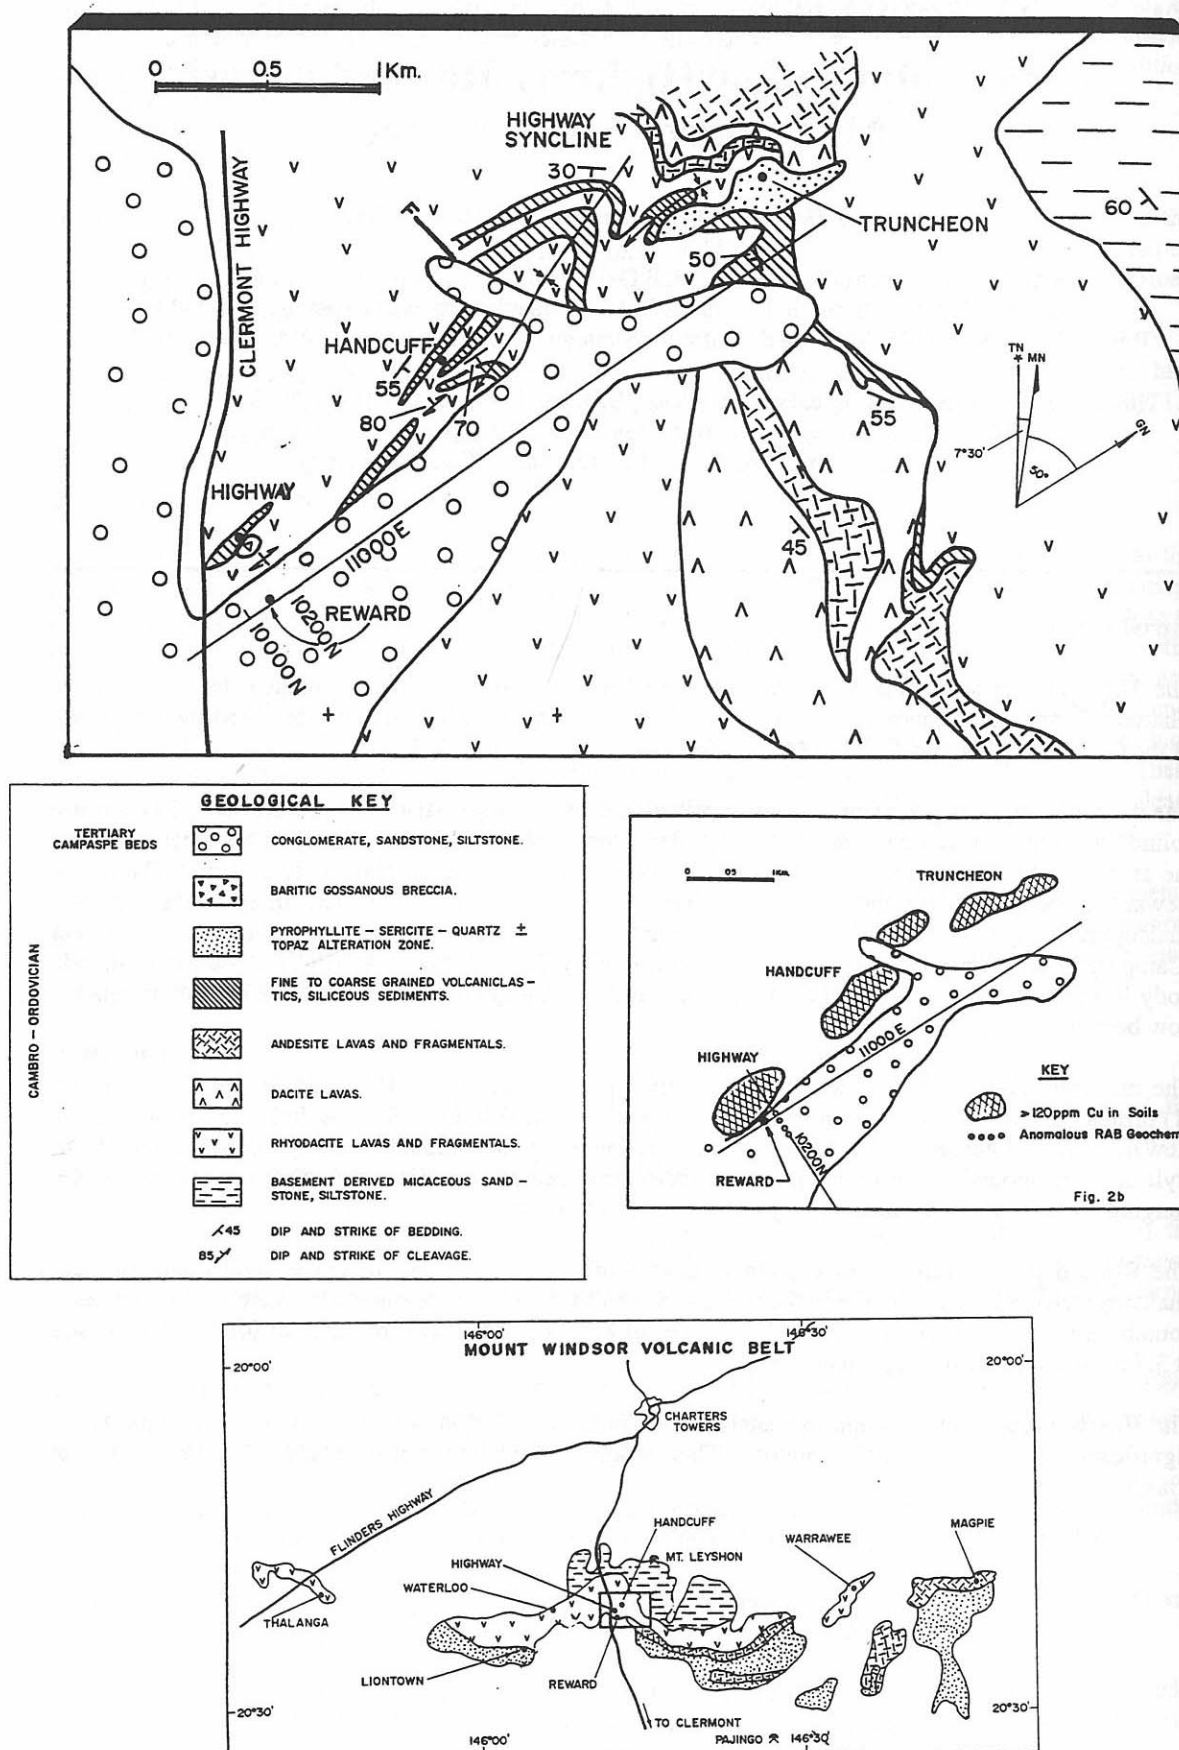 0 0.5 1 Km.
HIGHWAY
SYNCLINE
30
F
CLERMONT HIGHWAY
TRUNCHEON
60
50
HANDCUFF
55
80
70
55
TN
MN
GN
7°30'
50°
HIGHWAY
45
11000E
10200N
REWARD
10000N
GEOLOGICAL KEY
TERTIARY
CAMPASPE BEDS
CONGLOMERATE, SANDSTONE, SILTSTONE.
BARITIC GOSSANOUS BRECCIA.
PYROPHYLLITE – SERICITE – QUARTZ ±
TOPAZ ALTERATION ZONE.
FINE TO COARSE GRAINED VOLCANICLAS –
TICS, SILICEOUS SEDIMENTS.
CAMBRO – ORDOVICIAN
ANDESITE LAVAS AND FRAGMENTALS.
DACITE LAVAS.
RHYODACITE LAVAS AND FRAGMENTALS.
BASEMENT DERIVED MICACEOUS SAND –
STONE, SILTSTONE.
45 DIP AND STRIKE OF BEDDING.
85 DIP AND STRIKE OF CLEAVAGE.
0 05 1Km.
TRUNCHEON
HANDCUFF
HIGHWAY
11000E
KEY
>120ppm Cu in Soils
Anomalous RAB Geochem
10200N
REWARD
Fig. 2b
146°00' 146°30'
MOUNT WINDSOR VOLCANIC BELT
20°00' 20°00'
CHARTERS
TOWERS
FLINDERS HIGHWAY
HANDCUFF
MAGPIE
WARRAWEE
HIGHWAY
MT. LEYSHON
WATERLOO
THALANGA
LIONTOWN
REWARD
20°30' 20°30'
TO CLERMONT
PAJINGO
146°00' 146°30'